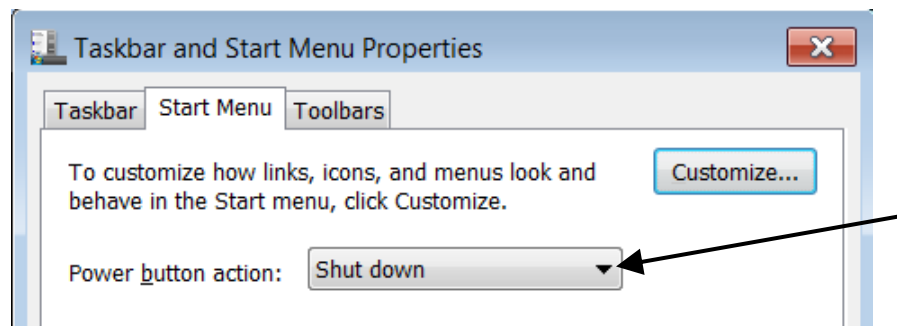 Taskbar and Start Menu Properties
Taskbar Start Menu Toolbars
To customize how links, icons, and menus look and
behave in the Start menu, click Customize.
Customize...
Power button action: Shut down